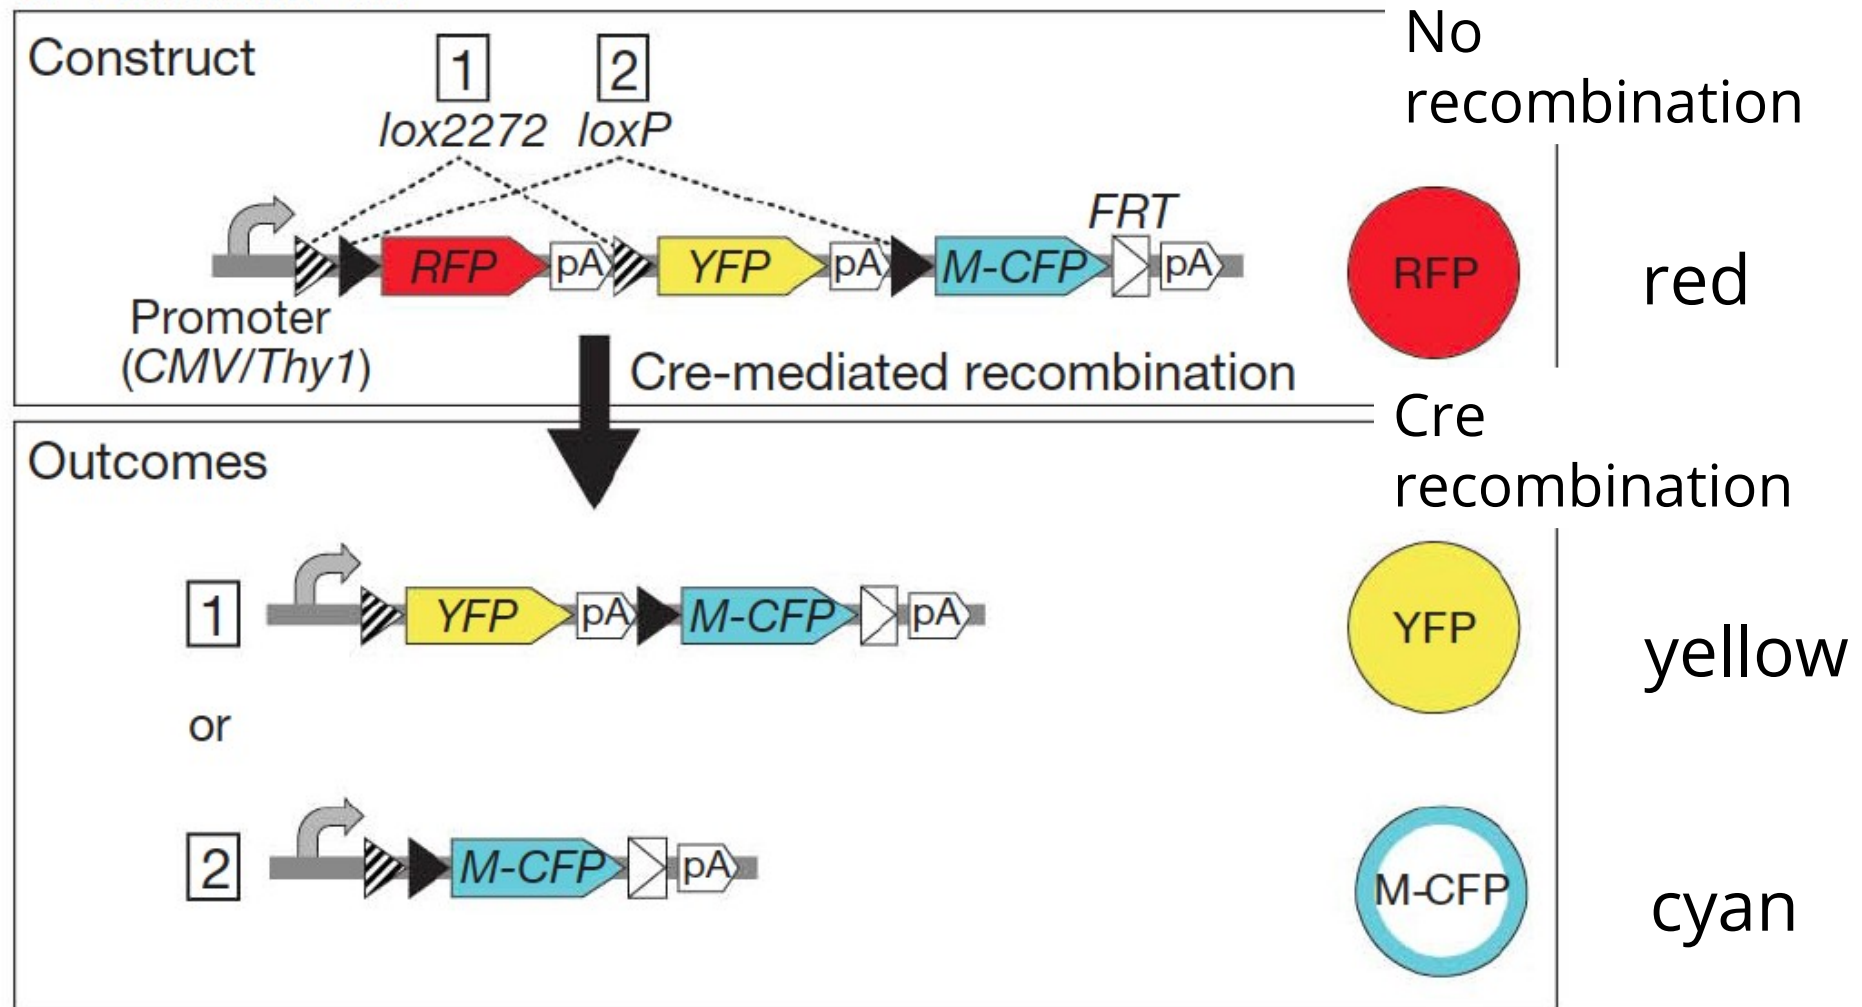 Construct
1
2
lox2272 loxP
FRT
RFP pA YFP pA M-CFP pA
Promoter
(CMV/Thy1)
Cre-mediated recombination
No
recombination
RFP
red
Outcomes
Cre
recombination
1
YFP pA M-CFP pA
YFP
yellow
or
2
M-CFP pA
M-CFP
cyan